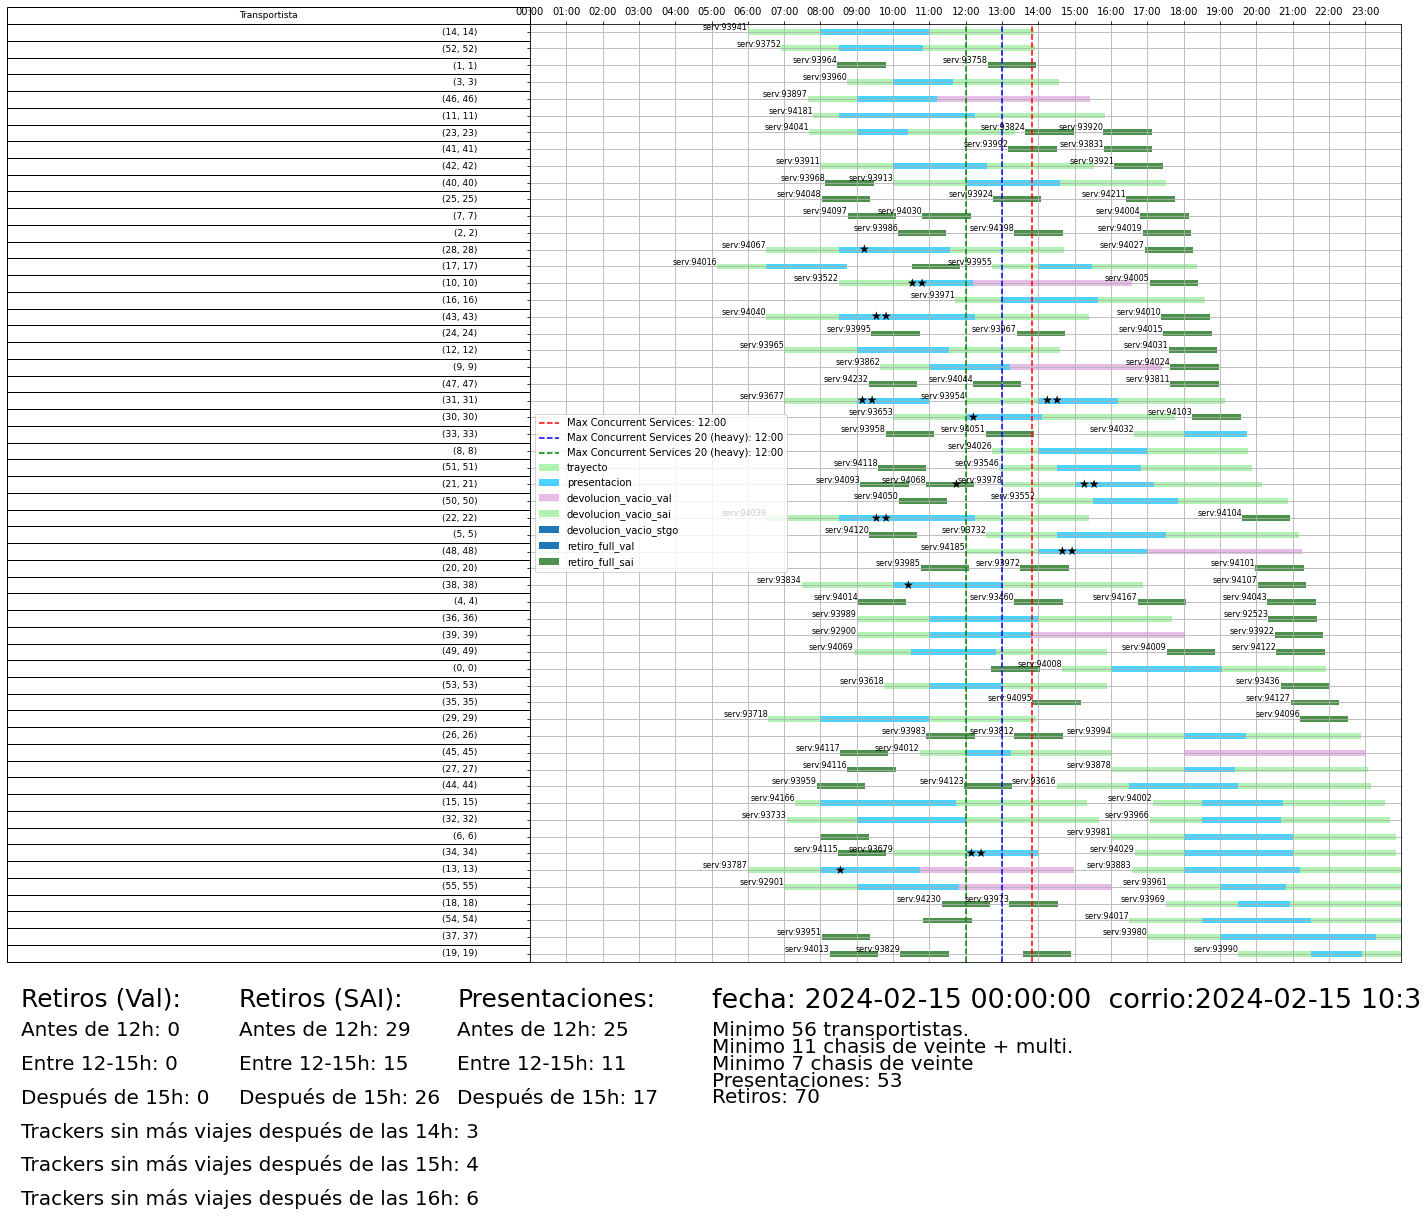 Transportista
00:00 01:00 02:00 03:00 04:00 05:00 06:00 07:00 08:00 09:00 10:00 11:00 12:00 13:00 14:00 15:00 16:00 17:00 18:00 19:00 20:00 21:00 22:00 23:00
(14, 14) serv:93941
(52, 52) serv:93752
(1, 1) serv:93964 serv:93758
(3, 3) serv:93960
(46, 46) serv:93897
(11, 11) serv:94181
(23, 23) serv:94041 serv:93824 serv:93920
(41, 41) serv:93992 serv:93831
(42, 42) serv:93911 serv:93921
(40, 40) serv:93968 serv:93913
(25, 25) serv:94048 serv:93924 serv:94211
(7, 7) serv:94097 serv:94030 serv:94004
(2, 2) serv:93986 serv:94198 serv:94019
(28, 28) serv:94067 serv:94027
(17, 17) serv:94016 serv:93955
(10, 10) serv:93522 serv:94005
(16, 16) serv:93971
(43, 43) serv:94040 serv:94010
(24, 24) serv:93995 serv:93967 serv:94015
(12, 12) serv:93965 serv:94031
(9, 9) serv:93862 serv:94024
(47, 47) serv:94232 serv:94044 serv:93811
(31, 31) serv:93677 serv:93954
(30, 30) serv:93653 serv:94103
(33, 33) serv:93958 serv:94051 serv:94032
(8, 8) serv:94026
(51, 51) serv:94118 serv:93546
(21, 21) serv:94093 serv:94068 serv:93978
(50, 50) serv:94050 serv:93552
(22, 22) serv:94039 serv:94104
(5, 5) serv:94120 serv:93732
(48, 48) serv:94185
(20, 20) serv:93985 serv:93972 serv:94101
(38, 38) serv:93834 serv:94107
(4, 4) serv:94014 serv:93460 serv:94167 serv:94043
(36, 36) serv:93989 serv:92523
(39, 39) serv:92900 serv:93922
(49, 49) serv:94069 serv:94009 serv:94122
(0, 0) serv:94008
(53, 53) serv:93618 serv:93436
(35, 35) serv:94095 serv:94127
(29, 29) serv:93718 serv:94096
(26, 26) serv:93983 serv:93812 serv:93994
(45, 45) serv:94117 serv:94012
(27, 27) serv:94116 serv:93878
(44, 44) serv:93959 serv:94123 serv:93616
(15, 15) serv:94166 serv:94002
(32, 32) serv:93733 serv:93966
(6, 6) serv:93981
(34, 34) serv:94115 serv:93679 serv:94029
(13, 13) serv:93787 serv:93883
(55, 55) serv:92901 serv:93961
(18, 18) serv:94230 serv:93973 serv:93969
(54, 54) serv:94017
(37, 37) serv:93951 serv:93980
(19, 19) serv:94013 serv:93829 serv:93990
Max Concurrent Services: 12:00
Max Concurrent Services 20 (heavy): 12:00
Max Concurrent Services 20 (heavy): 12:00
trayecto
presentacion
devolucion_vacio_val
devolucion_vacio_sai
devolucion_vacio_stgo
retiro_full_val
retiro_full_sai
Retiros (Val): Retiros (SAI): Presentaciones: fecha: 2024-02-15 00:00:00 corrio:2024-02-15 10:3
Antes de 12h: 0 Antes de 12h: 29 Antes de 12h: 25
Entre 12-15h: 0 Entre 12-15h: 15 Entre 12-15h: 11
Después de 15h: 0 Después de 15h: 26 Después de 15h: 17
Trackers sin más viajes después de las 14h: 3
Trackers sin más viajes después de las 15h: 4
Trackers sin más viajes después de las 16h: 6
Minimo 56 transportistas.
Minimo 11 chasis de veinte + multi.
Minimo 7 chasis de veinte
Presentaciones: 53
Retiros: 70